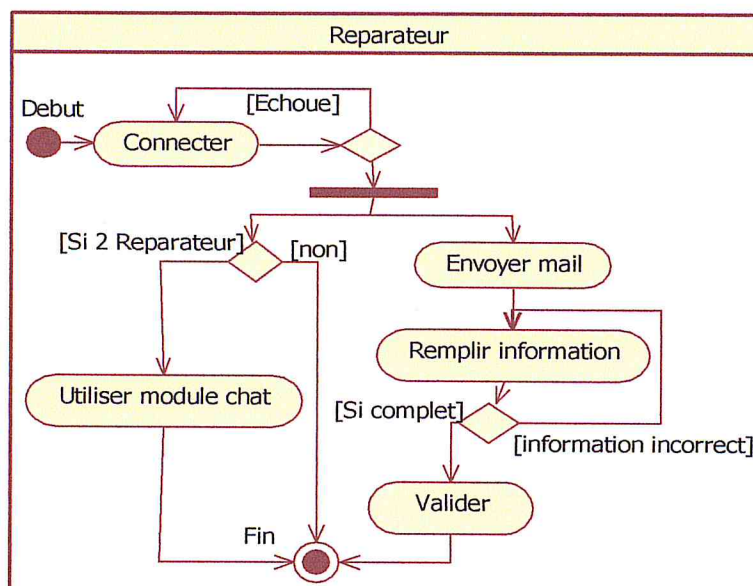 Reparateur
Debut
[Echoue]
Connecter
[Si 2 Reparateur]
[non]
Envoyer mail
Remplir information
Utiliser module chat
[Si complet]
[information incorrect]
Valider
Fin